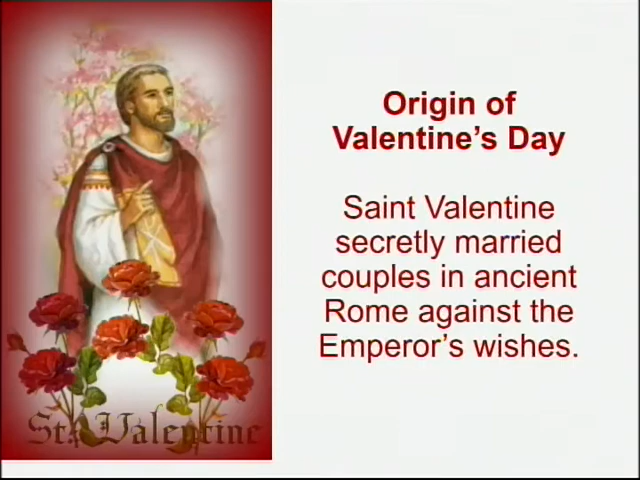 Origin of
Valentine's Day
Saint Valentine
secretly married
couples in ancient
Rome against the
Emperor's wishes.
St. Valentine